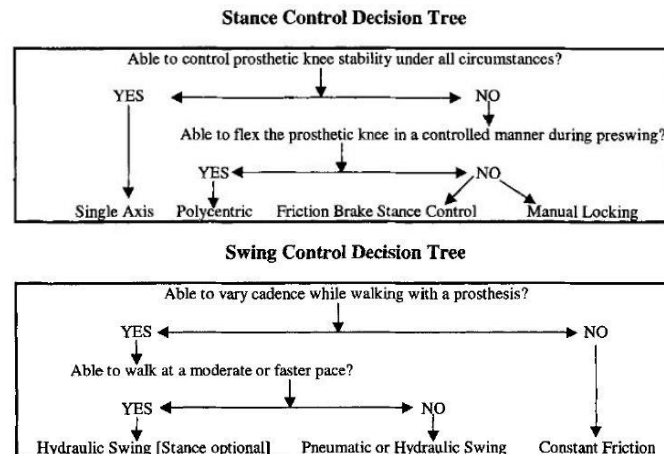 Stance Control Decision Tree
Able to control prosthetic knee stability under all circumstances?
YES NO
Able to flex the prosthetic knee in a controlled manner during preswing?
YES NO
Single Axis Polycentric Friction Brake Stance Control Manual Locking
Swing Control Decision Tree
Able to vary cadence while walking with a prosthesis?
YES NO
Able to walk at a moderate or faster pace?
YES NO
Hydraulic Swing [Stance optional] Pneumatic or Hydraulic Swing Constant Friction